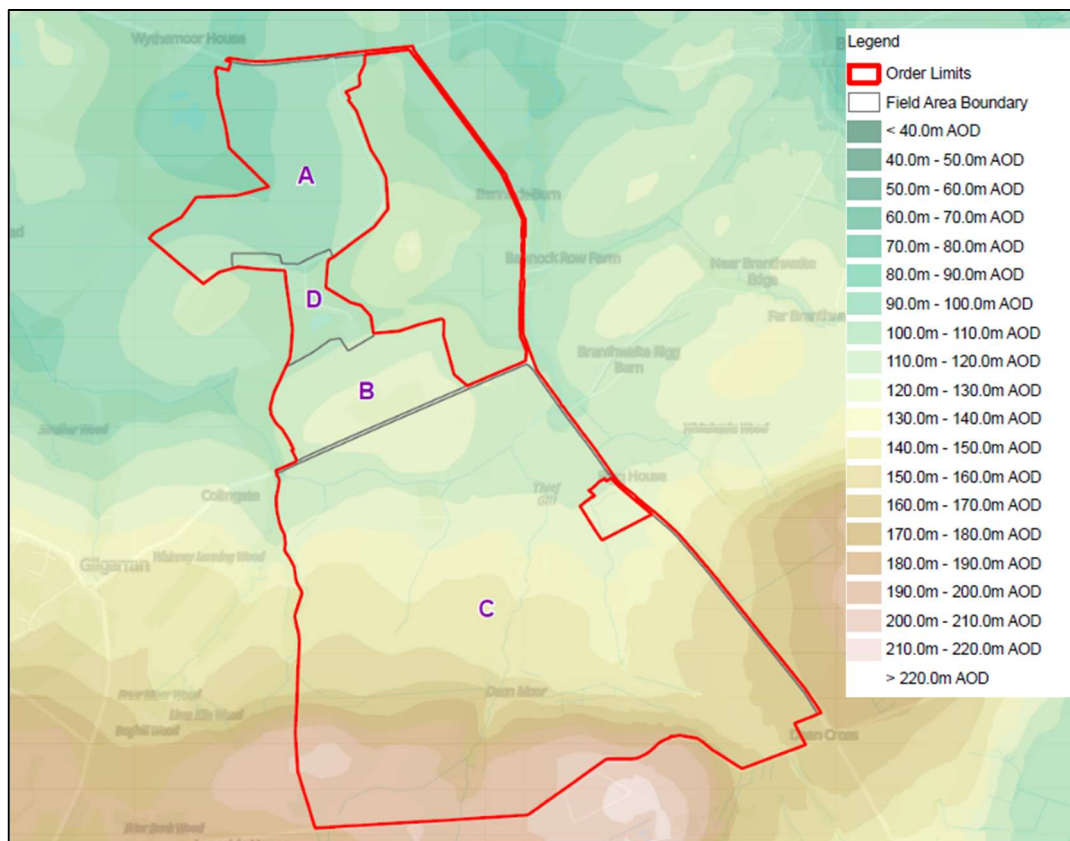 Wythemoor House
Legend
Order Limits
Field Area Boundary
< 40.0m AOD
40.0m - 50.0m AOD
50.0m - 60.0m AOD
60.0m - 70.0m AOD
70.0m - 80.0m AOD
80.0m - 90.0m AOD
90.0m - 100.0m AOD
100.0m - 110.0m AOD
110.0m - 120.0m AOD
120.0m - 130.0m AOD
130.0m - 140.0m AOD
140.0m - 150.0m AOD
150.0m - 160.0m AOD
160.0m - 170.0m AOD
170.0m - 180.0m AOD
180.0m - 190.0m AOD
190.0m - 200.0m AOD
200.0m - 210.0m AOD
210.0m - 220.0m AOD
> 220.0m AOD
A
Bannock Row Farm
Near Branthwaite
Edge
D
Branthwaite Rigg
Barn
B
Colingate
Thief
Gill
House
Gilgarran
C
Dean Moor
Dean Cross